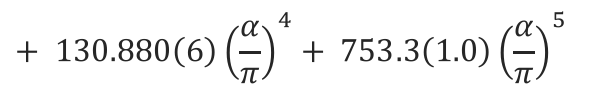 + 130.880(6) (α/π)⁴ + 753.3(1.0) (α/π)⁵